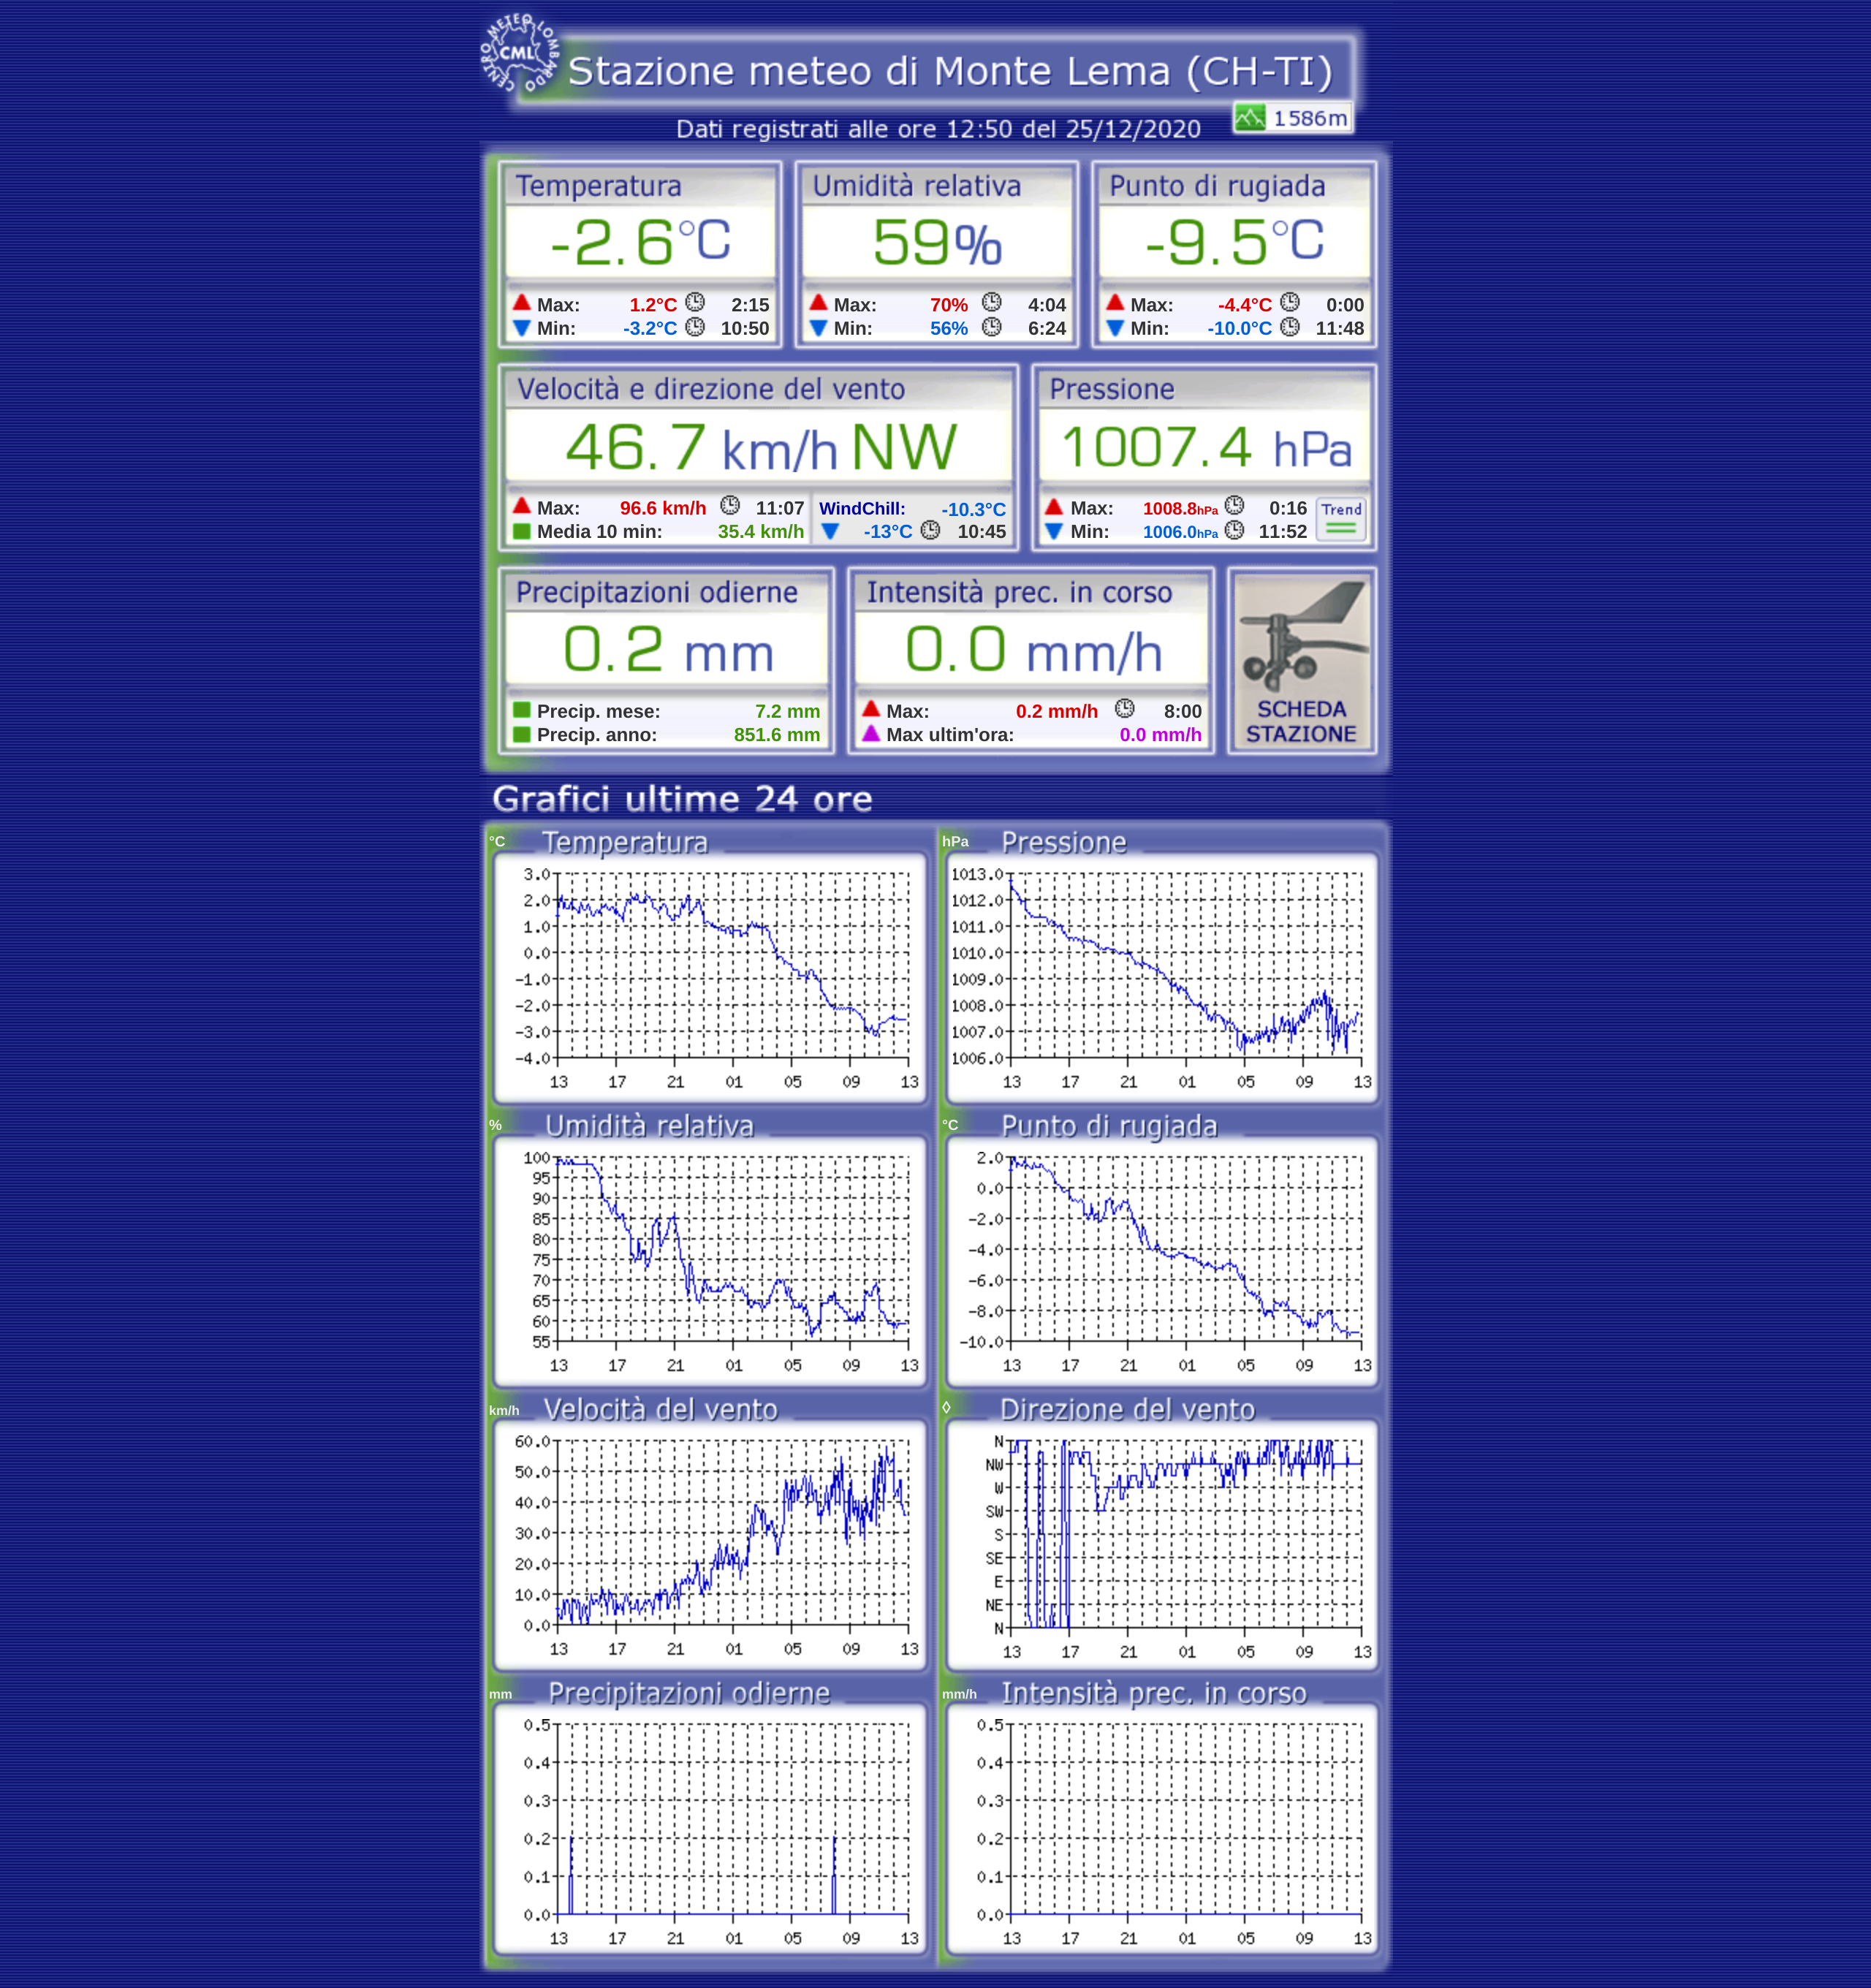 CENTRO METEO LOMBARDO
CML
Stazione meteo di Monte Lema (CH-TI)
1586m
Dati registrati alle ore 12:50 del 25/12/2020
Temperatura
-2.6°C
Max: 1.2°C 2:15
Min: -3.2°C 10:50
Umidità relativa
59%
Max: 70% 4:04
Min: 56% 6:24
Punto di rugiada
-9.5°C
Max: -4.4°C 0:00
Min: -10.0°C 11:48
Velocità e direzione del vento
46.7 km/h NW
Max: 96.6 km/h 11:07
Media 10 min: 35.4 km/h
WindChill: -10.3°C
-13°C 10:45
Pressione
1007.4 hPa
Max: 1008.8hPa 0:16
Min: 1006.0hPa 11:52
Trend
Precipitazioni odierne
0.2 mm
Precip. mese: 7.2 mm
Precip. anno: 851.6 mm
Intensità prec. in corso
0.0 mm/h
Max: 0.2 mm/h 8:00
Max ultim'ora: 0.0 mm/h
SCHEDA
STAZIONE
Grafici ultime 24 ore
°C Temperatura
3.0
2.0
1.0
0.0
-1.0
-2.0
-3.0
-4.0
13 17 21 01 05 09 13
hPa Pressione
1013.0
1012.0
1011.0
1010.0
1009.0
1008.0
1007.0
1006.0
13 17 21 01 05 09 13
% Umidità relativa
100
95
90
85
80
75
70
65
60
55
13 17 21 01 05 09 13
°C Punto di rugiada
2.0
0.0
-2.0
-4.0
-6.0
-8.0
-10.0
13 17 21 01 05 09 13
km/h Velocità del vento
60.0
50.0
40.0
30.0
20.0
10.0
0.0
13 17 21 01 05 09 13
◊ Direzione del vento
N
NW
W
SW
S
SE
E
NE
N
13 17 21 01 05 09 13
mm Precipitazioni odierne
0.5
0.4
0.3
0.2
0.1
0.0
13 17 21 01 05 09 13
mm/h Intensità prec. in corso
0.5
0.4
0.3
0.2
0.1
0.0
13 17 21 01 05 09 13